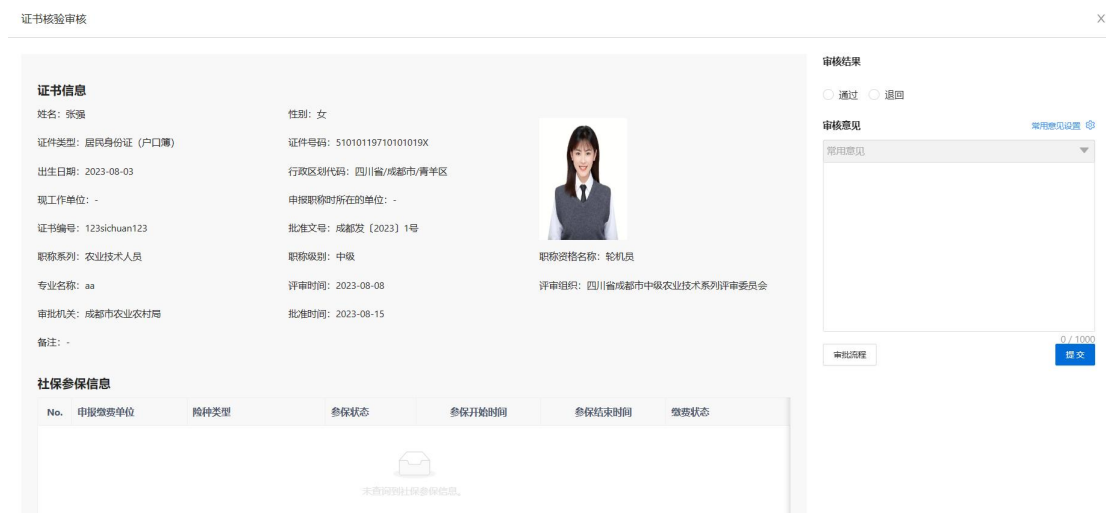 证书核验审核
X
审核结果
通过 退回
证书信息
姓名：张强 性别：女
审核意见 常用意见设置
证件类型：居民身份证（户口簿） 证件号码：51010119710101019X
常用意见
出生日期：2023-08-03 行政区划代码：四川省/成都市/青羊区
现工作单位：- 申报职称时所在的单位：-
证书编号：123sichuan123 批准文号：成都发〔2023〕1号
职称系列：农业技术人员 职称级别：中级 职称资格名称：轮机员
专业名称：aa 评审时间：2023-08-08 评审组织：四川省成都市中级农业技术系列评审委员会
审批机关：成都市农业农村局 批准时间：2023-08-15
备注：-
0 / 1000
审批流程 提交
社保参保信息
No. 申报缴费单位 险种类型 参保状态 参保开始时间 参保结束时间 缴费状态
未查询到社保参保信息。